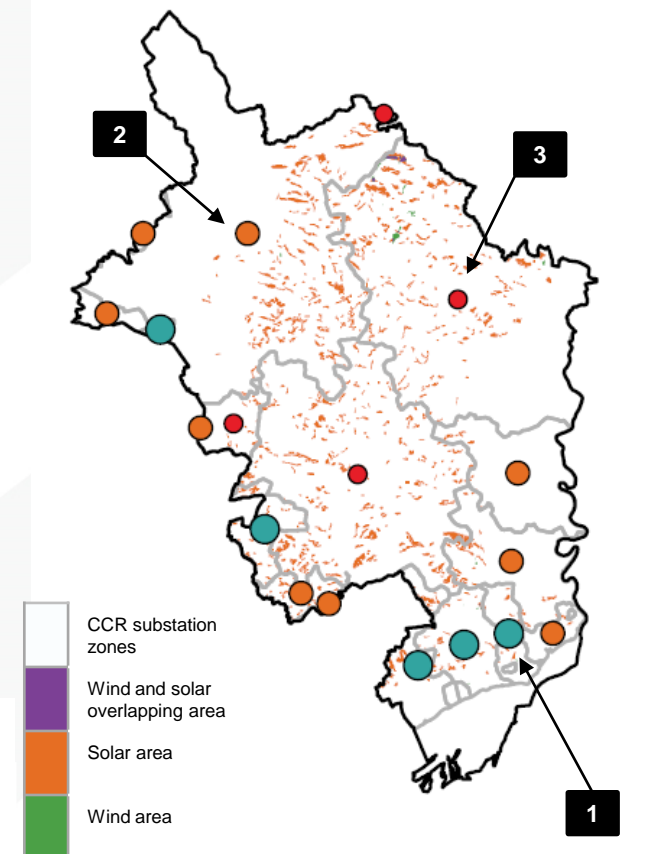 2
3
CCR substation
zones
Wind and solar
overlapping area
Solar area
Wind area
1